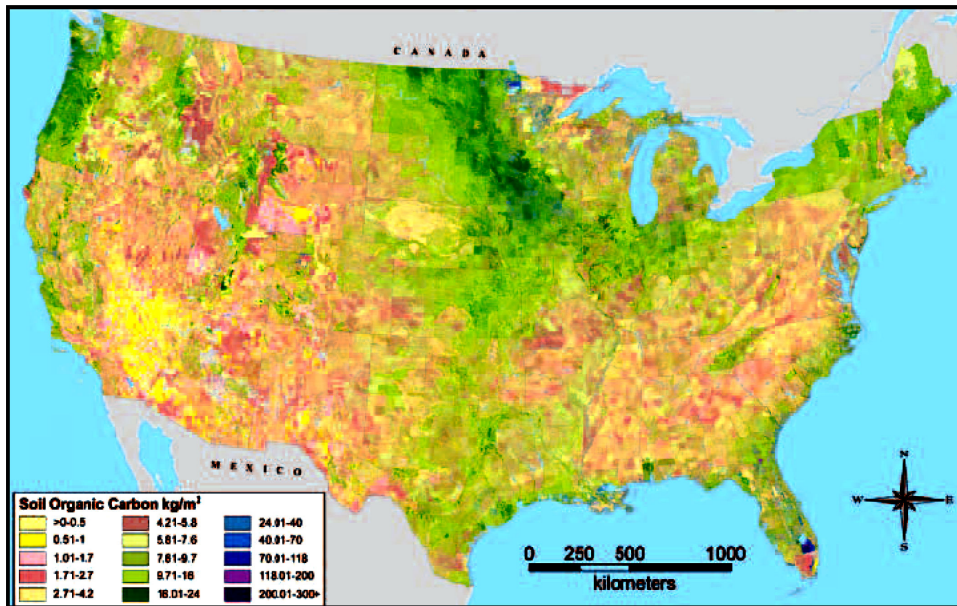 CANADA
MEXICO
Soil Organic Carbon kg/m²
>0-0.5
0.51-1
1.01-1.7
1.71-2.7
2.71-4.2
4.21-5.8
5.81-7.6
7.61-9.7
9.71-16
16.01-24
24.01-40
40.01-70
70.01-118
118.01-200
200.01-300+
0 250 500 1000
kilometers
N
W E
S